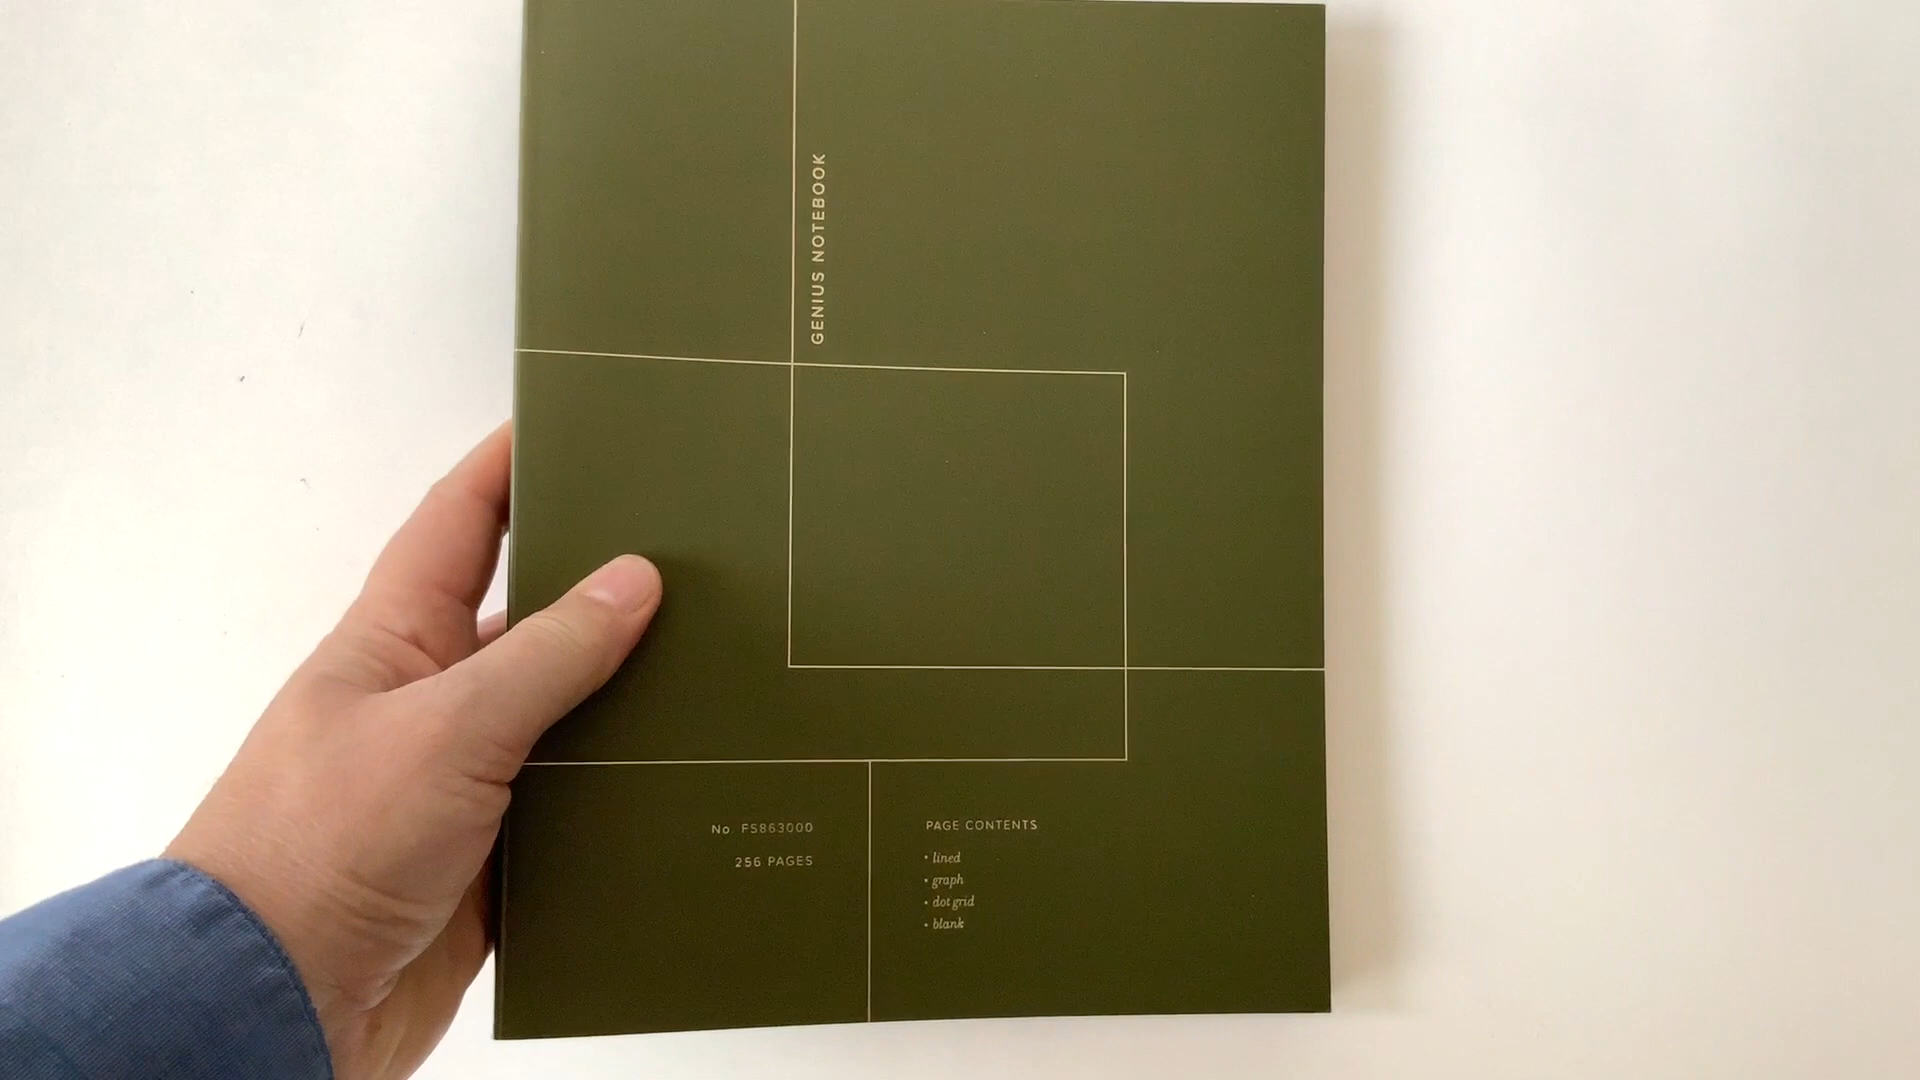 GENIUS NOTEBOOK
No. FS863000
256 PAGES
PAGE CONTENTS
• lined
• graph
• dot grid
• blank